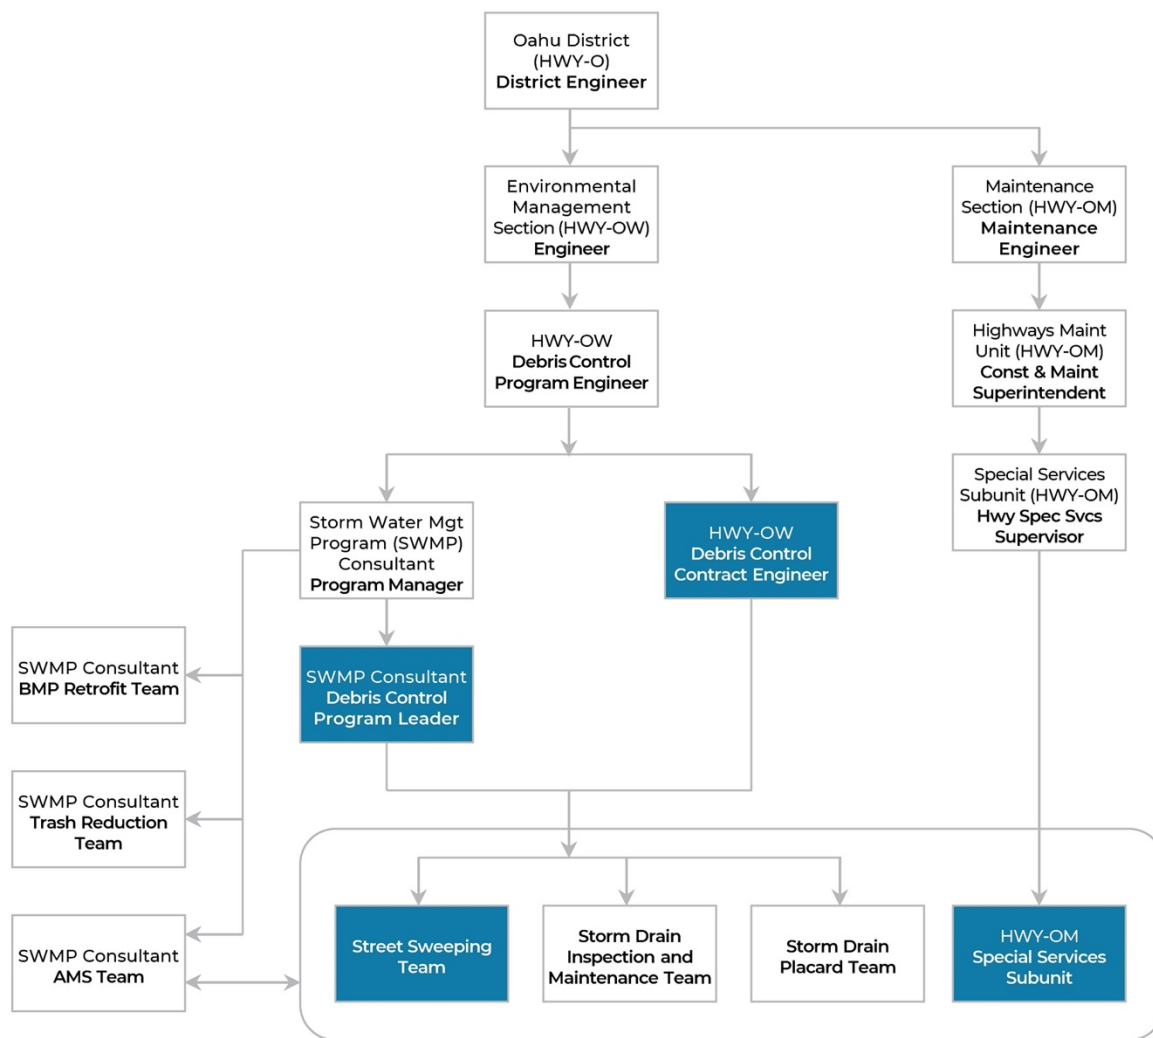 Oahu District
(HWY-O)
District Engineer
Environmental
Management
Section (HWY-OW)
Engineer
Maintenance
Section (HWY-OM)
Maintenance
Engineer
HWY-OW
Debris Control
Program Engineer
Highways Maint
Unit (HWY-OM)
Const & Maint
Superintendent
Storm Water Mgt
Program (SWMP)
Consultant
Program Manager
HWY-OW
Debris Control
Contract Engineer
Special Services
Subunit (HWY-OM)
Hwy Spec Svcs
Supervisor
SWMP Consultant
BMP Retrofit Team
SWMP Consultant
Debris Control
Program Leader
SWMP Consultant
Trash Reduction
Team
SWMP Consultant
AMS Team
Street Sweeping
Team
Storm Drain
Inspection and
Maintenance Team
Storm Drain
Placard Team
HWY-OM
Special Services
Subunit